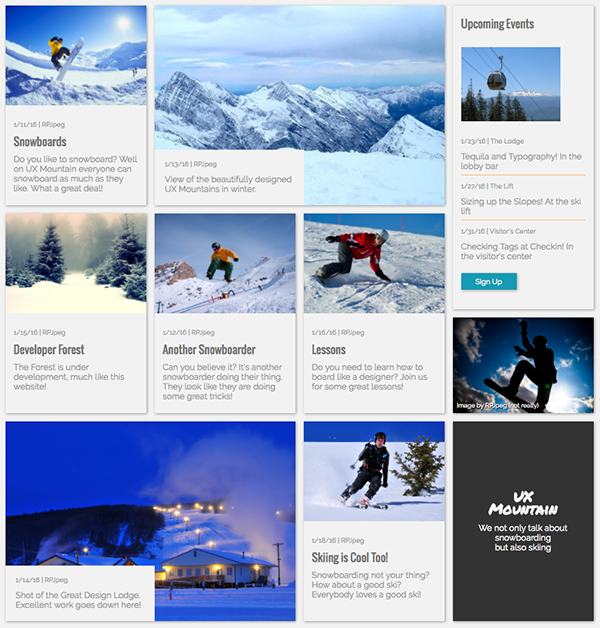 1/11/16 | RPJpeg
Snowboards
Do you like to snowboard? Well
on UX Mountain everyone can
snowboard as much as they
like. What a great deal!
1/13/16 | RPJpeg
View of the beautifully designed
UX Mountains in winter.
Upcoming Events
1/23/16 | The Lodge
Tequila and Typography! In the
lobby bar
1/27/16 | The Lift
Sizing up the Slopes! At the ski
lift
1/31/16 | Visitor's Center
Checking Tags at Checkin! In
the visitor's center
Sign Up
1/15/16 | RPJpeg
Developer Forest
The Forest is under
development, much like this
website!
1/12/16 | RPJpeg
Another Snowboarder
Can you believe it? It's another
snowboarder doing their thing.
They look like they are doing
some great tricks!
1/16/16 | RPJpeg
Lessons
Do you need to learn how to
board like a designer? Join us
for some great lessons!
Image by RPJpeg (not really)
1/14/16 | RPJpeg
Shot of the Great Design Lodge.
Excellent work goes down here!
1/18/16 | RPJpeg
Skiing is Cool Too!
Snowboarding not your thing?
How about a good ski?
Everybody loves a good ski!
UX
Mountain
We not only talk about
snowboarding
but also skiing